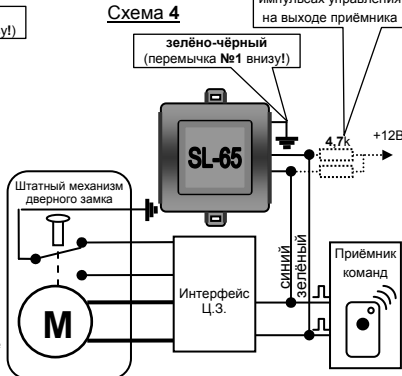 у!)
Схема 4
импульсах управления
на выходе приёмника
зелёно-чёрный
(перемычка №1 внизу!)
4,7k
+12В
SL-65
Штатный механизм
дверного замка
синий
зелёный
Приёмник
команд
Интерфейс
Ц.З.
M